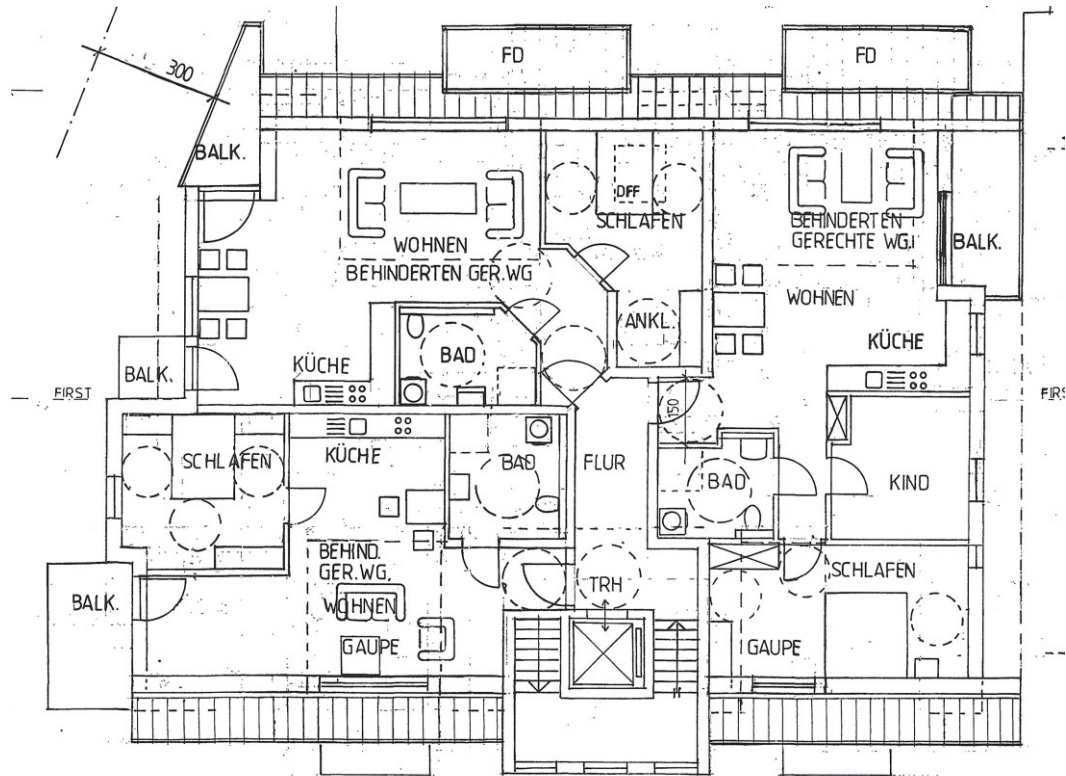 FD
FD
300
BALK.
DFF
SCHLAFEN
WOHNEN
BEHINDERTEN GER.WG
BEHINDERTEN
GERECHTE WG.
BALK.
WOHNEN
ANKL.
BAD
KÜCHE
KÜCHE
BALK.
FIRST
FIRST
150
SCHLAFEN
KÜCHE
BAD
FLUR
BAD
KIND
BEHIND.
GER.WG.
WOHNEN
GAUPE
BALK.
TRH
SCHLAFEN
GAUPE